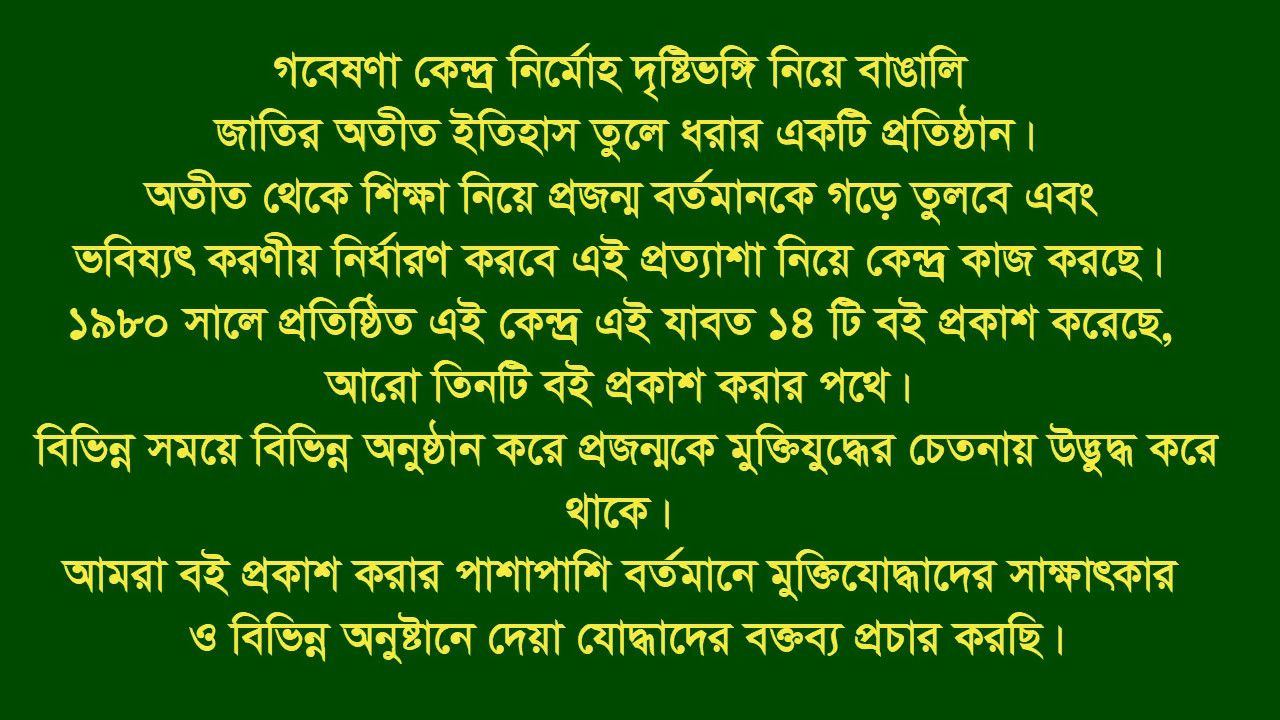 গবেষণা কেন্দ্র নির্মোহ দৃষ্টিভঙ্গি নিয়ে বাঙালি
জাতির অতীত ইতিহাস তুলে ধরার একটি প্রতিষ্ঠান।
অতীত থেকে শিক্ষা নিয়ে প্রজন্ম বর্তমানকে গড়ে তুলবে এবং
ভবিষ্যৎ করণীয় নির্ধারণ করবে এই প্রত্যাশা নিয়ে কেন্দ্র কাজ করছে।
১৯৮০ সালে প্রতিষ্ঠিত এই কেন্দ্র এই যাবত ১৪ টি বই প্রকাশ করেছে,
আরো তিনটি বই প্রকাশ করার পথে।
বিভিন্ন সময়ে বিভিন্ন অনুষ্ঠান করে প্রজন্মকে মুক্তিযুদ্ধের চেতনায় উদ্ভুদ্ধ করে
থাকে।
আমরা বই প্রকাশ করার পাশাপাশি বর্তমানে মুক্তিযোদ্ধাদের সাক্ষাৎকার
ও বিভিন্ন অনুষ্টানে দেয়া যোদ্ধাদের বক্তব্য প্রচার করছি।